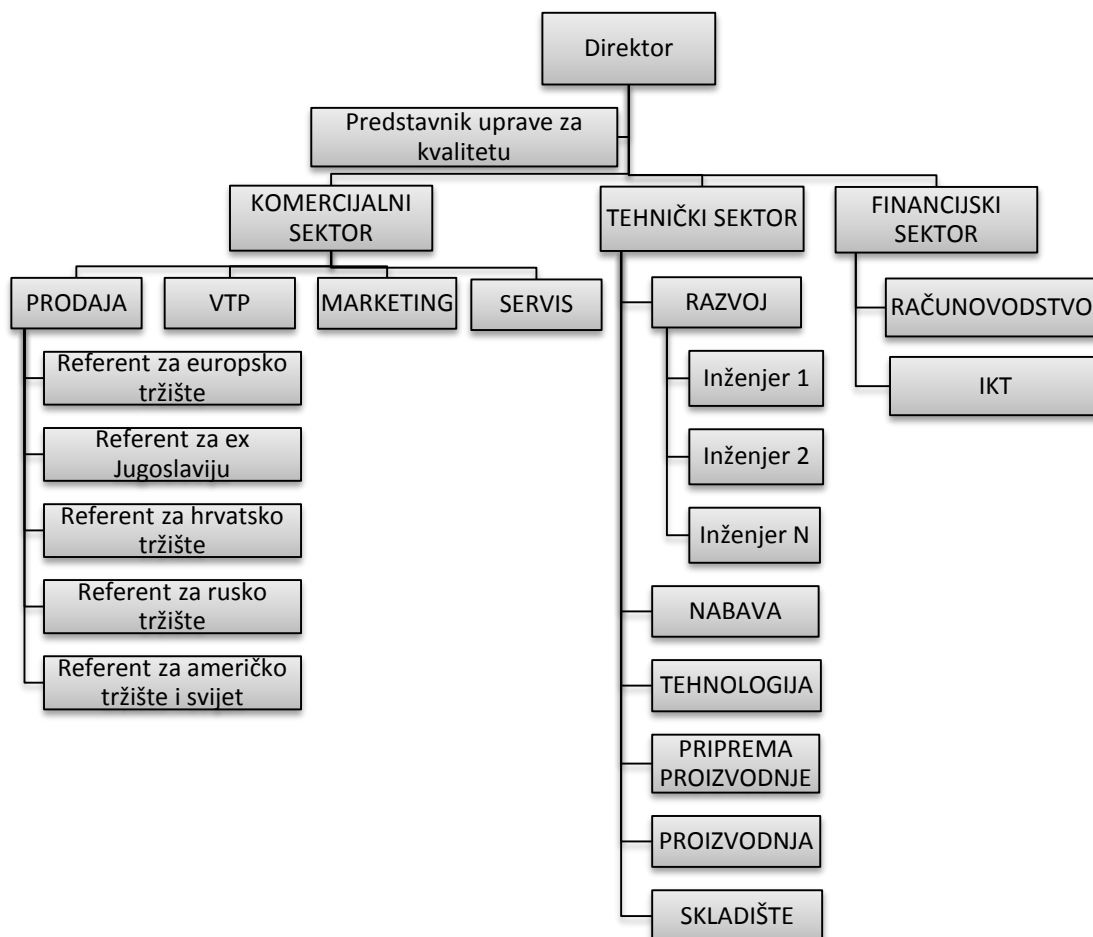 Direktor
Predstavnik uprave za
kvalitetu
KOMERCIJALNI
SEKTOR
TEHNIČKI SEKTOR
FINANCIJSKI
SEKTOR
PRODAJA
VTP
MARKETING
SERVIS
Referent za europsko
tržište
Referent za ex
Jugoslaviju
Referent za hrvatsko
tržište
Referent za rusko
tržište
Referent za američko
tržište i svijet
RAZVOJ
Inženjer 1
Inženjer 2
Inženjer N
NABAVA
TEHNOLOGIJA
PRIPREMA
PROIZVODNJE
PROIZVODNJA
SKLADIŠTE
RAČUNOVODSTVO
IKT